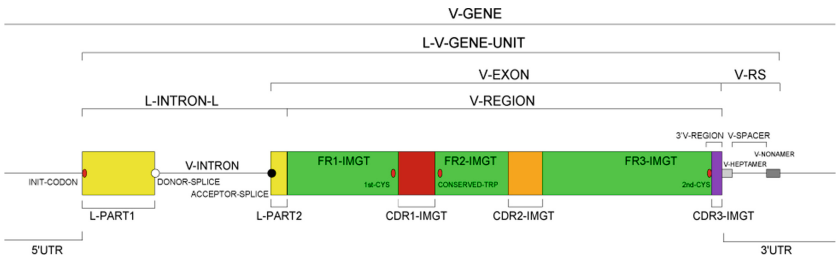 V-GENE
L-V-GENE-UNIT
V-EXON V-RS
L-INTRON-L V-REGION
3'V-REGION V-SPACER
V-INTRON FR1-IMGT FR2-IMGT FR3-IMGT V-HEPTAMER V-NONAMER
INIT-CODON DONOR-SPLICE ACCEPTOR-SPLICE 1st-CYS CONSERVED-TRP 2nd-CYS
L-PART1 L-PART2 CDR1-IMGT CDR2-IMGT CDR3-IMGT
5'UTR 3'UTR